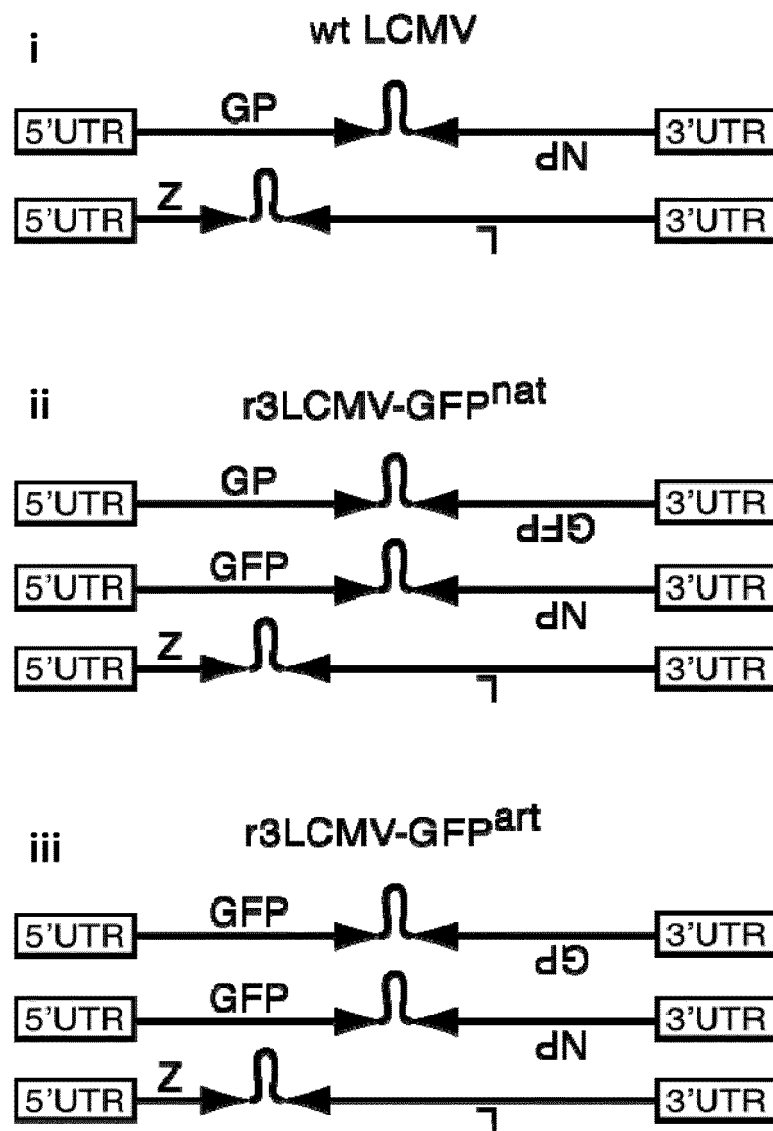 i wt LCMV
5'UTR GP NP 3'UTR
5'UTR Z L 3'UTR
ii r3LCMV-GFPnat
5'UTR GP GFP 3'UTR
5'UTR GFP NP 3'UTR
5'UTR Z L 3'UTR
iii r3LCMV-GFPart
5'UTR GFP GP 3'UTR
5'UTR GFP NP 3'UTR
5'UTR Z L 3'UTR